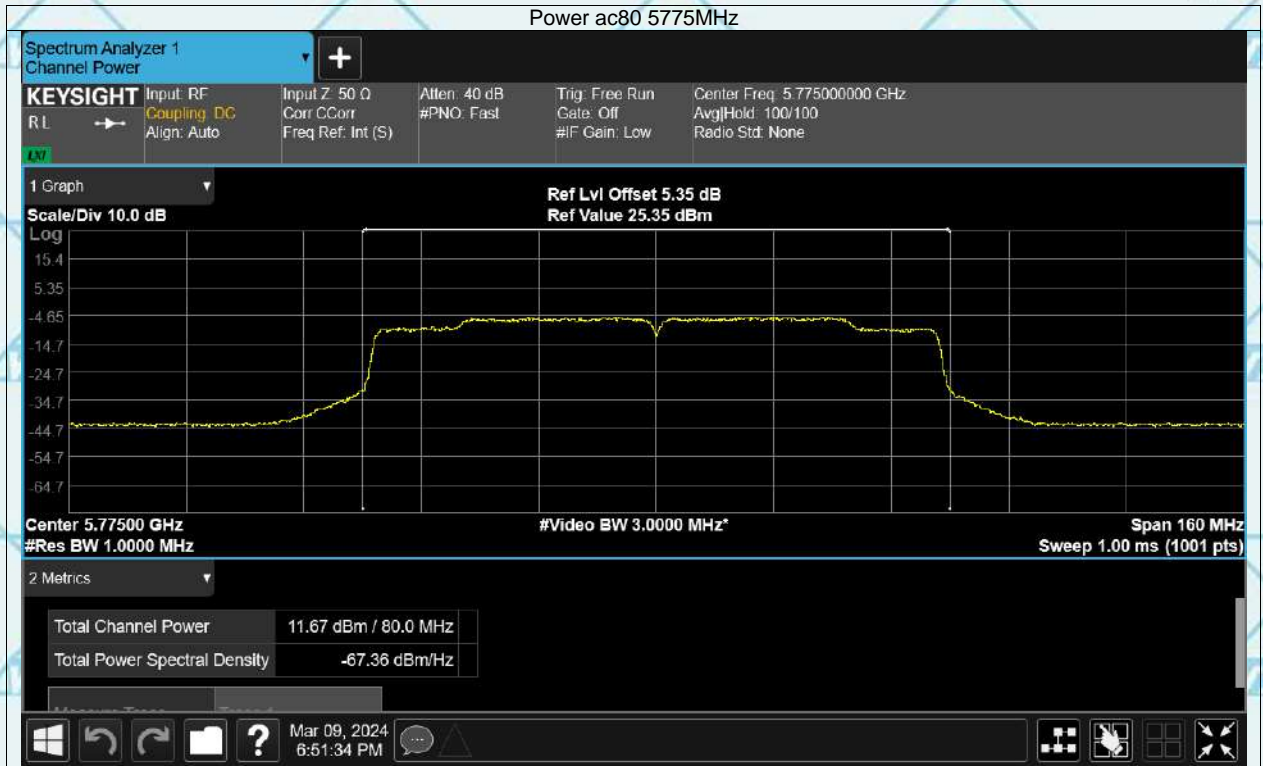 Power ac80 5775MHz
Spectrum Analyzer 1
Channel Power
+
KEYSIGHT
RL
LXI
Input: RF
Coupling: DC
Align: Auto
Input Z: 50 Ω
Corr CCorr
Freq Ref: Int (S)
Atten: 40 dB
#PNO: Fast
Trig: Free Run
Gate: Off
#IF Gain: Low
Center Freq: 5.775000000 GHz
Avg|Hold: 100/100
Radio Std: None
1 Graph
Scale/Div 10.0 dB
Ref Lvl Offset 5.35 dB
Ref Value 25.35 dBm
Log
15.4
5.35
-4.65
-14.7
-24.7
-34.7
-44.7
-54.7
-64.7
Center 5.77500 GHz
#Video BW 3.0000 MHz*
Span 160 MHz
#Res BW 1.0000 MHz
Sweep 1.00 ms (1001 pts)
2 Metrics
Total Channel Power 11.67 dBm / 80.0 MHz
Total Power Spectral Density -67.36 dBm/Hz
?
Mar 09, 2024
6:51:34 PM